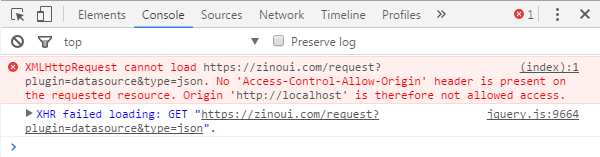 Elements Console Sources Network Timeline Profiles » 1
top Preserve log
XMLHttpRequest cannot load https://zinoui.com/request? (index):1
plugin=datasource&type=json. No 'Access-Control-Allow-Origin' header is present on
the requested resource. Origin 'http://localhost' is therefore not allowed access.
XHR failed loading: GET "https://zinoui.com/request? jquery.js:9664
plugin=datasource&type=json".